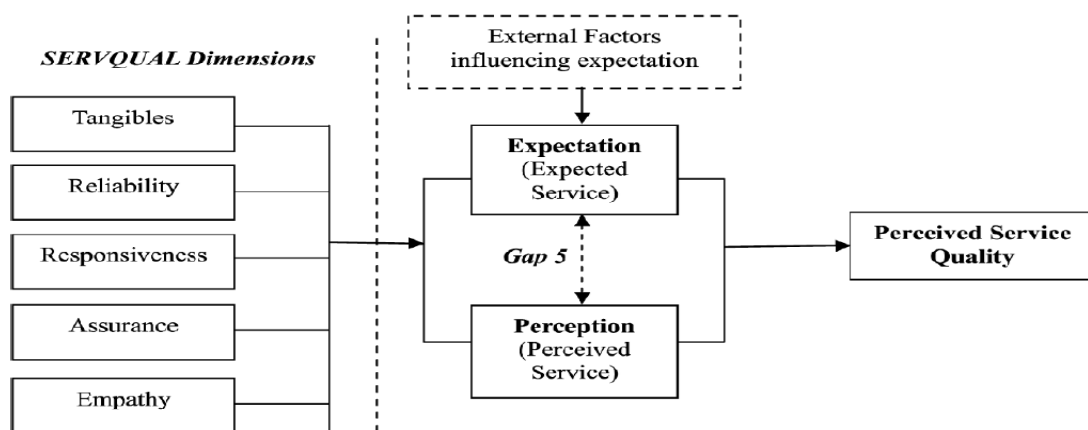 SERVQUAL Dimensions
Tangibles
Reliability
Responsiveness
Assurance
Empathy
External Factors
influencing expectation
Expectation
(Expected
Service)
Gap 5
Perception
(Perceived
Service)
Perceived Service
Quality